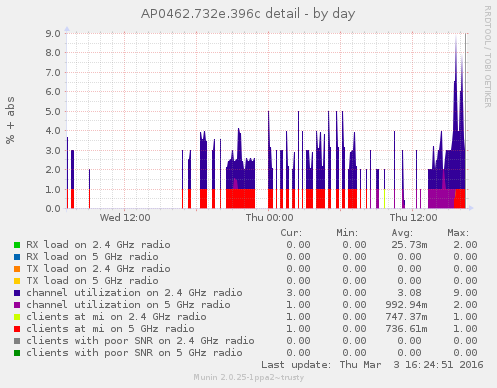 AP0462.732e.396c detail - by day
RRDTOOL / TOBI OETIKER
% + abs
9.0
8.0
7.0
6.0
5.0
4.0
3.0
2.0
1.0
0.0
Wed 12:00 Thu 00:00 Thu 12:00
Cur: Min: Avg: Max:
RX load on 2.4 GHz radio 0.00 0.00 25.73m 2.00
RX load on 5 GHz radio 0.00 0.00 0.00 0.00
TX load on 2.4 GHz radio 0.00 0.00 0.00 0.00
TX load on 5 GHz radio 0.00 0.00 0.00 0.00
channel utilization on 2.4 GHz radio 3.00 0.00 3.08 9.00
channel utilization on 5 GHz radio 1.00 0.00 992.94m 2.00
clients at mi on 2.4 GHz radio 1.00 0.00 747.37m 1.00
clients at mi on 5 GHz radio 1.00 0.00 736.61m 1.00
clients with poor SNR on 2.4 GHz radio 0.00 0.00 0.00 0.00
clients with poor SNR on 5 GHz radio 0.00 0.00 0.00 0.00
Last update: Thu Mar 3 16:24:51 2016
Munin 2.0.25-1ppa2~trusty